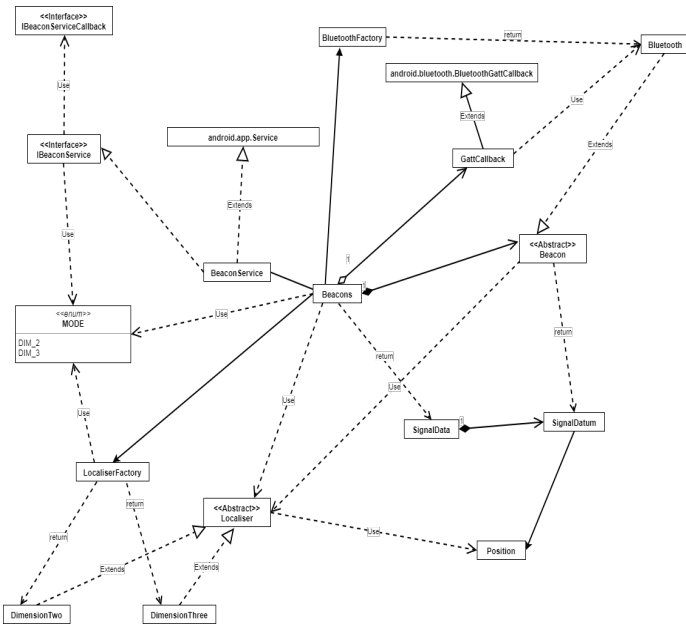 <<Interface>>
IBeaconServiceCallback
BluetoothFactory
return
Bluetooth
android.bluetooth.BluetoothGattCallback
Use
Use
Extends
android.app.Service
<<Interface>>
IBeaconService
GattCallback
Extends
Extends
Use
<<Abstract>>
Beacon
1
BeaconService
Beacons
<<enum>>
MODE
DIM_2
DIM_3
Use
return
return
Use
Use
Use
1
SignalData
SignalDatum
LocaliserFactory
return
<<Abstract>>
Localiser
return
Use
Position
Extends
Extends
DimensionTwo
DimensionThree